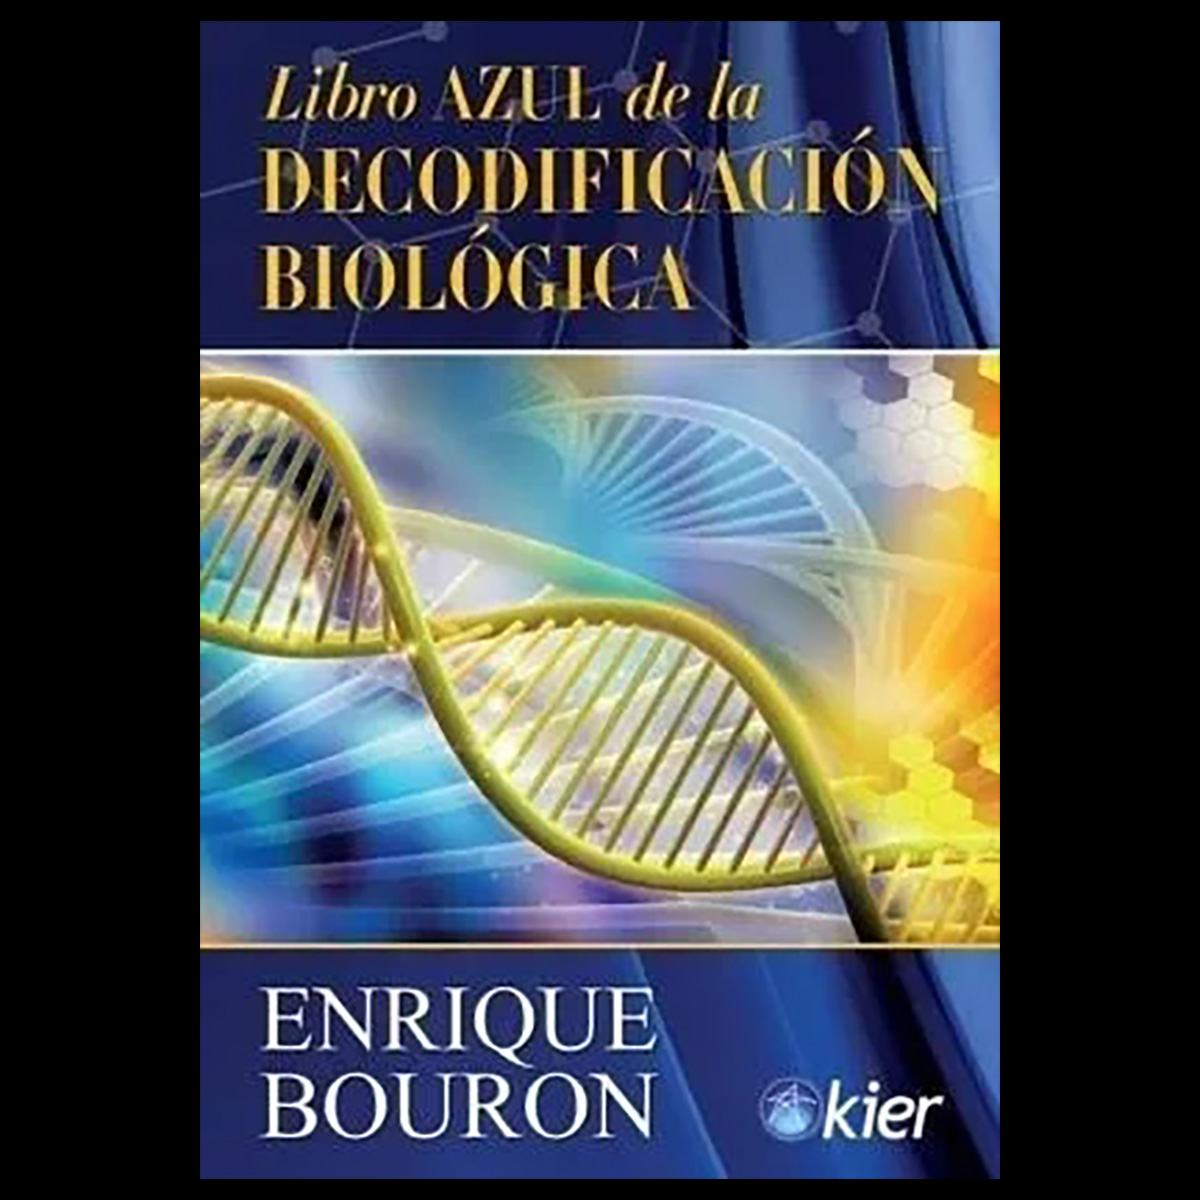 Libro AZUL de la
DECODIFICACIÓN
BIOLÓGICA
ENRIQUE
BOURON
kier